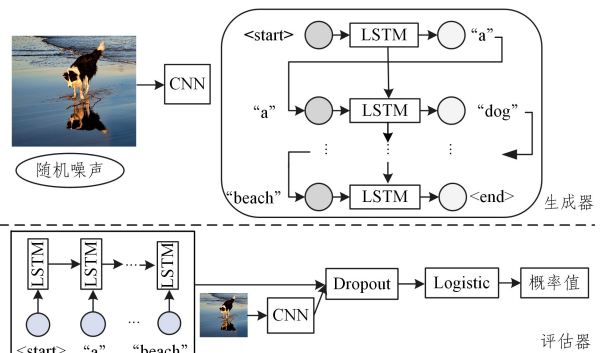 <start> LSTM "a"
CNN
"a" LSTM "dog"
随机噪声
"beach" LSTM <end>
生成器
LSTM LSTM LSTM
Dropout Logistic 概率值
CNN
<start> "a" "beach"
评估器